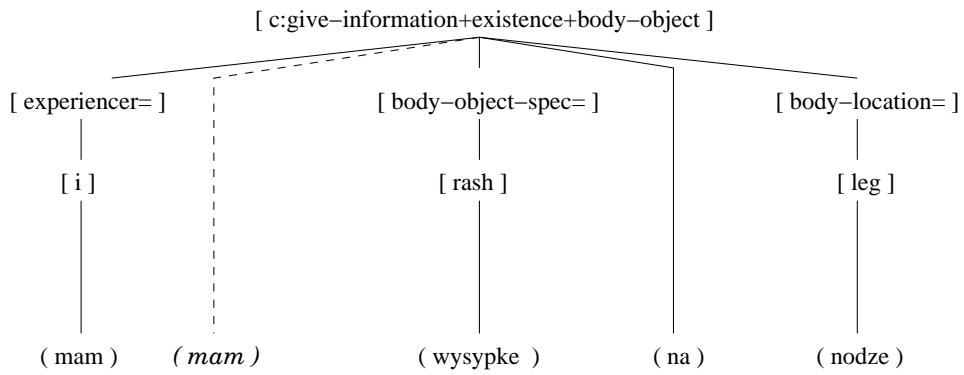 [ c:give−information+existence+body−object ]
[ experiencer= ] [ body−object−spec= ] [ body−location= ]
[ i ] [ rash ] [ leg ]
( mam ) ( mam ) ( wysypke ) ( na ) ( nodze )